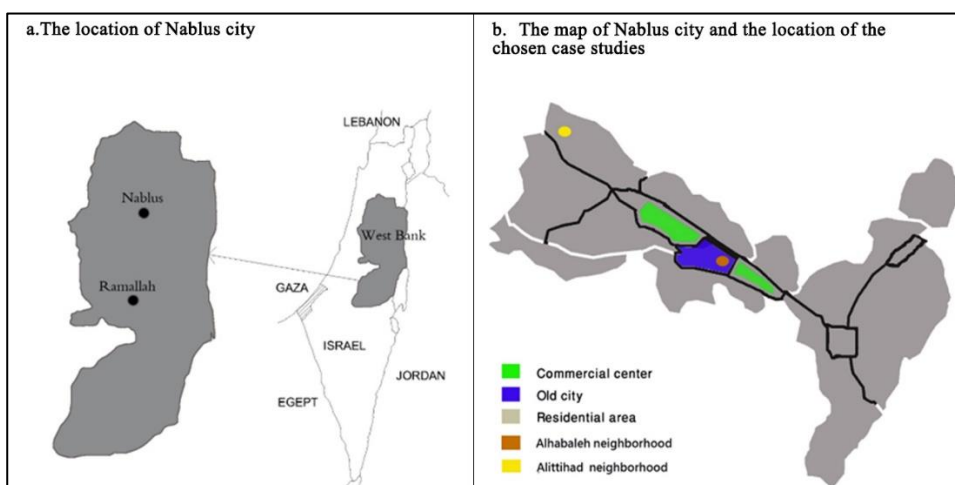 a.The location of Nablus city
Nablus
Ramallah
LEBANON
West Bank
GAZA
ISRAEL
JORDAN
EGEPT
b. The map of Nablus city and the location of the
chosen case studies
Commercial center
Old city
Residential area
Alhabaleh neighborhood
Alittihad neighborhood